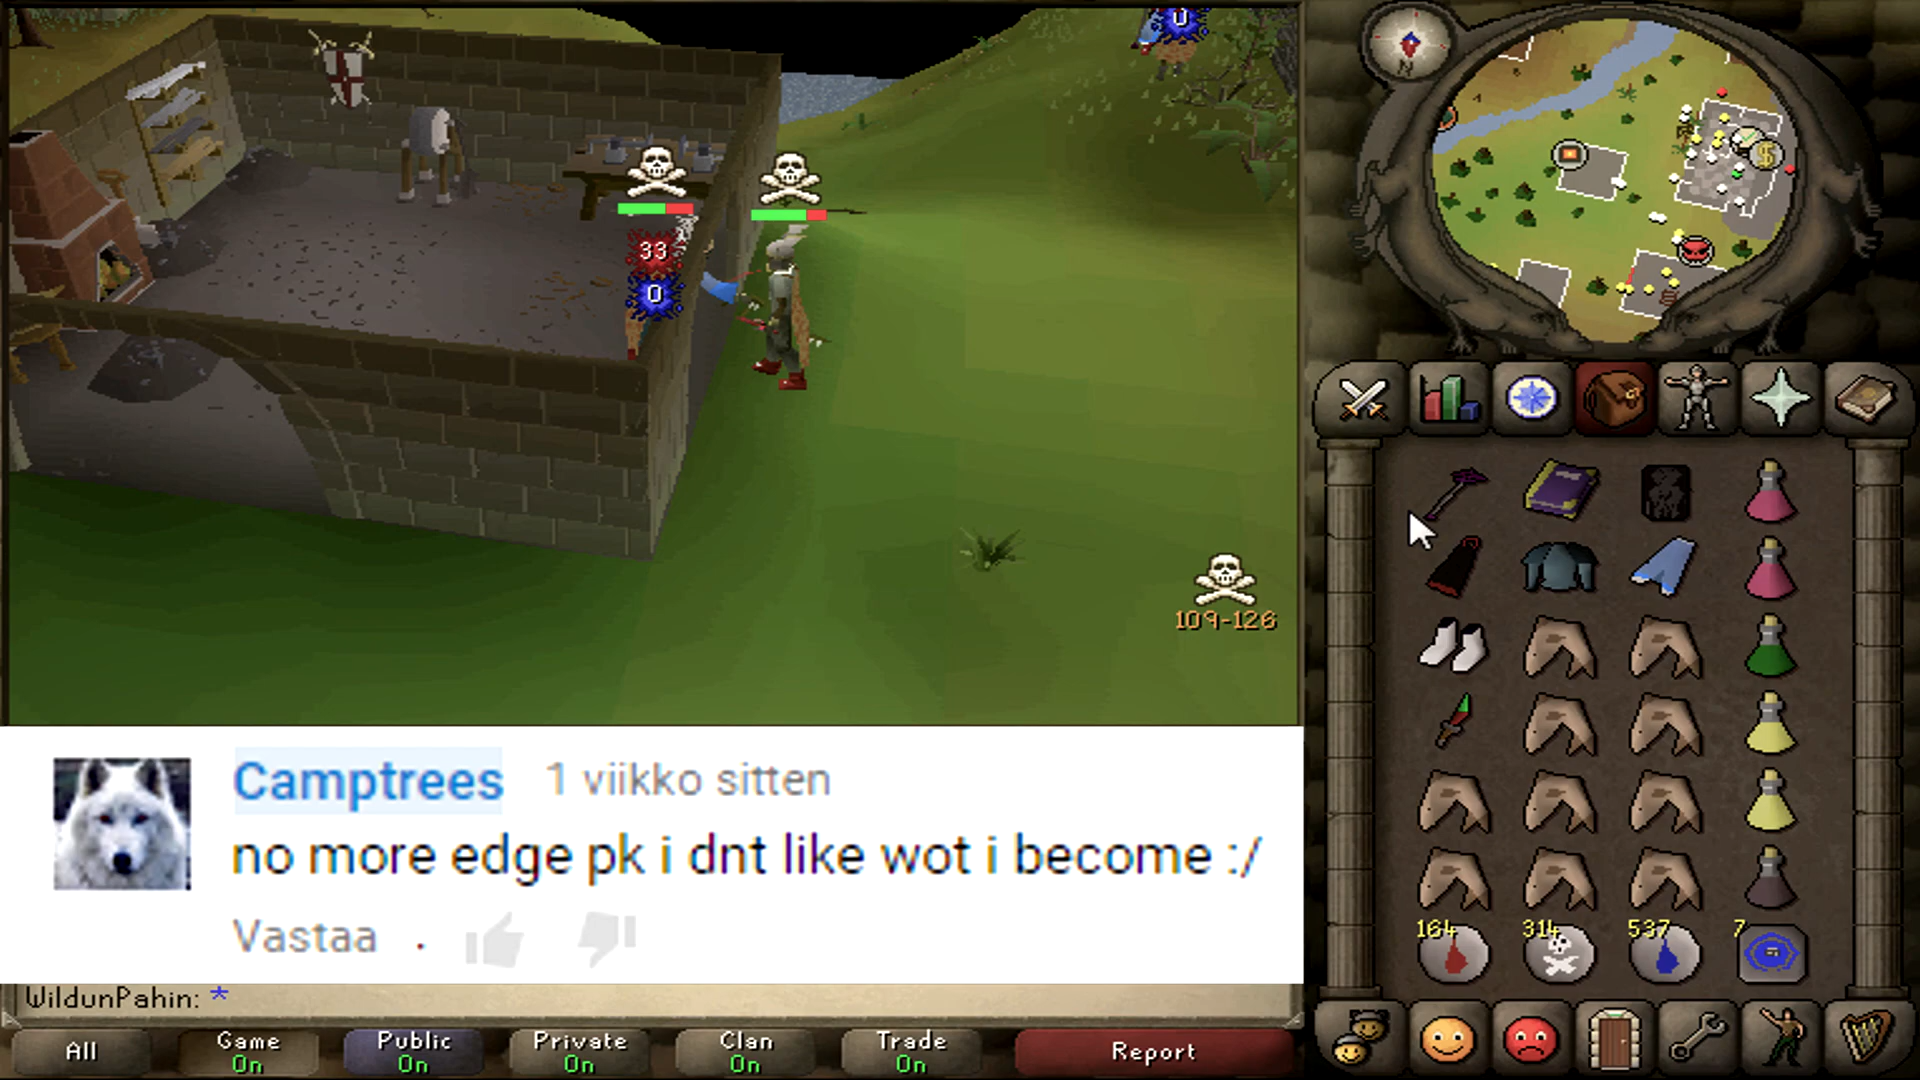 0
33
0
N
109-126
Camptrees 1 viikko sitten
no more edge pk i dnt like wot i become :/
Vastaa .
164 314 537 7
WildunPahin: *
All
Game
On
Public
On
Private
On
Clan
On
Trade
On
Report